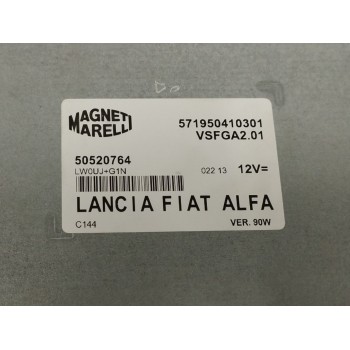 MAGNETI
MARELLI
571950410301
VSFGA2.01
50520764
LW0UJ+G1N
022 13 12V=
LANCIA FIAT ALFA
C144
VER. 90W